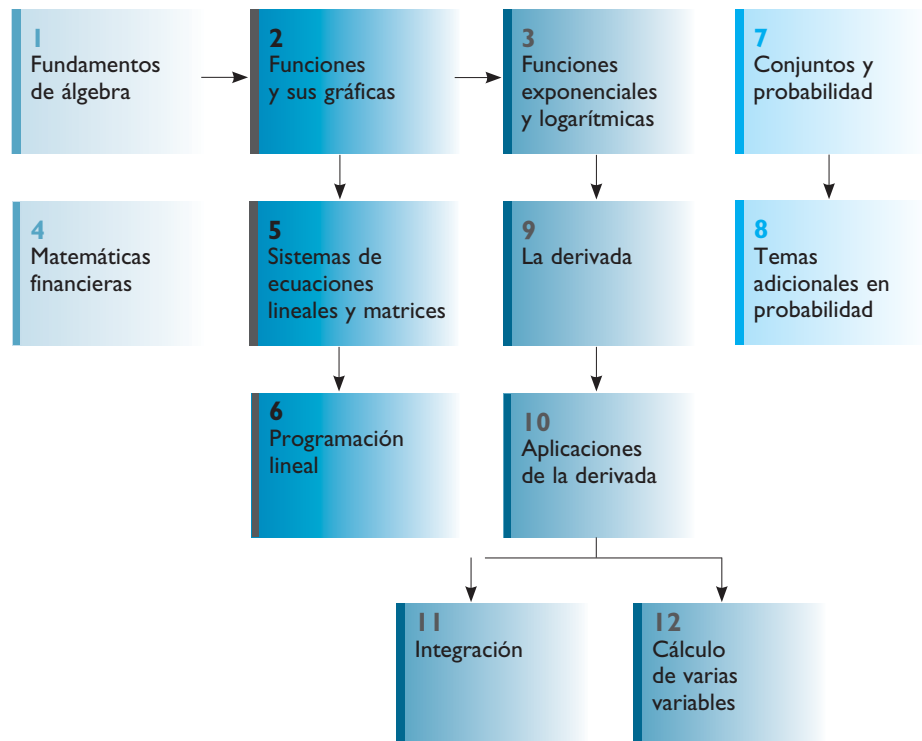 1
Fundamentos
de álgebra
2
Funciones
y sus gráficas
3
Funciones
exponenciales
y logarítmicas
7
Conjuntos y
probabilidad
4
Matemáticas
financieras
5
Sistemas de
ecuaciones
lineales y matrices
9
La derivada
8
Temas
adicionales en
probabilidad
6
Programación
lineal
10
Aplicaciones
de la derivada
11
Integración
12
Cálculo
de varias
variables